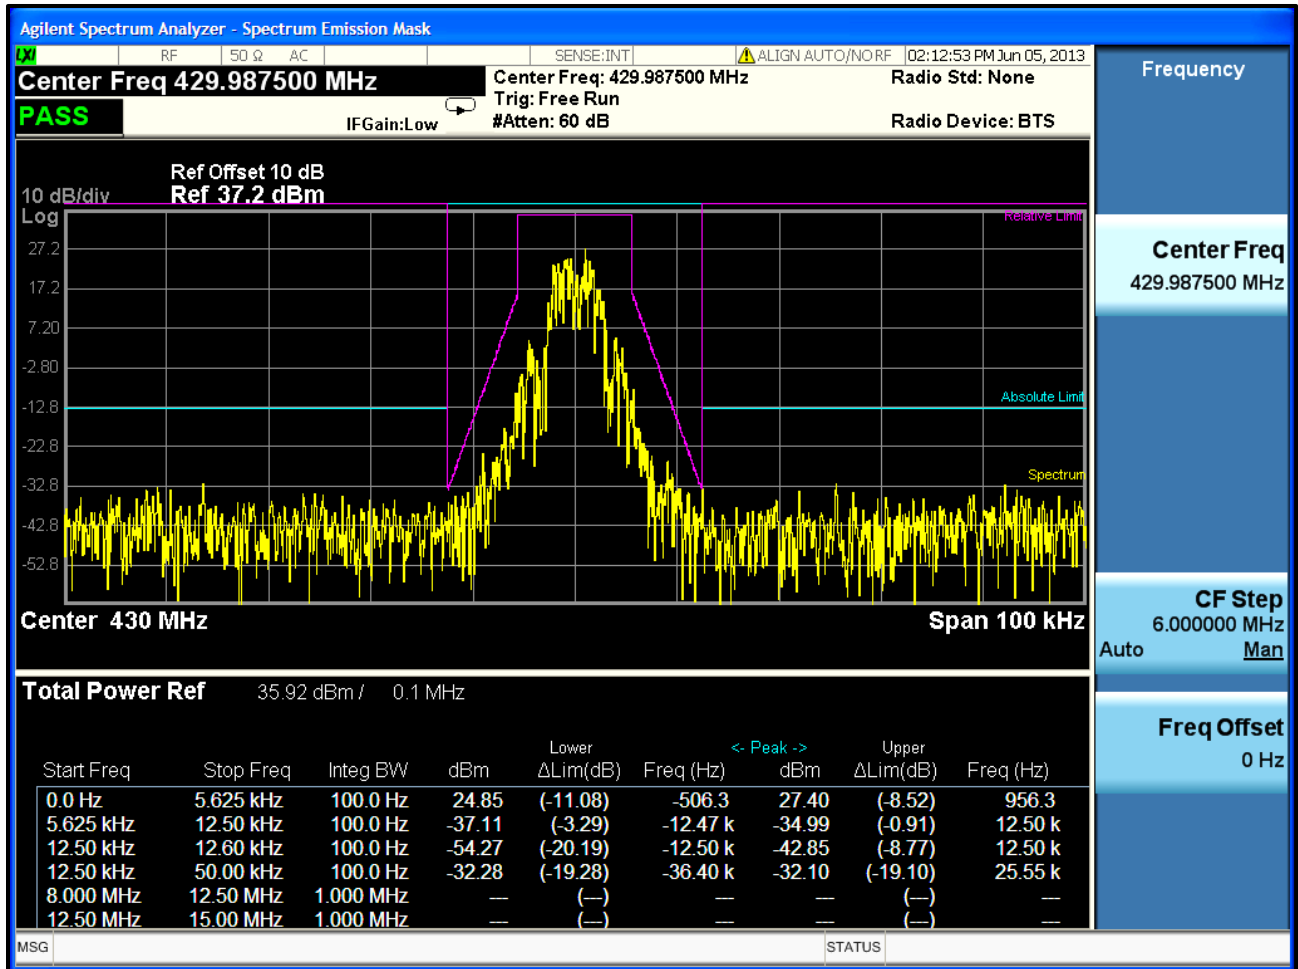 Agilent Spectrum Analyzer - Spectrum Emission Mask
LXI RF 50 Ω AC SENSE:INT ALIGN AUTO/NO RF 02:12:53 PM Jun 05, 2013
Center Freq 429.987500 MHz
Center Freq: 429.987500 MHz
Radio Std: None
Trig: Free Run
PASS
IFGain:Low
#Atten: 60 dB
Radio Device: BTS
Ref Offset 10 dB
10 dB/div Ref 37.2 dBm
Log
Relative Limit
27.2
17.2
7.20
-2.80
Absolute Limit
-12.8
-22.8
Spectrum
-32.8
-42.8
-52.8
Center 430 MHz Span 100 kHz
Total Power Ref 35.92 dBm / 0.1 MHz
Lower <- Peak -> Upper
Start Freq Stop Freq Integ BW dBm ΔLim(dB) Freq (Hz) dBm ΔLim(dB) Freq (Hz)
0.0 Hz 5.625 kHz 100.0 Hz 24.85 (-11.08) -506.3 27.40 (-8.52) 956.3
5.625 kHz 12.50 kHz 100.0 Hz -37.11 (-3.29) -12.47 k -34.99 (-0.91) 12.50 k
12.50 kHz 12.60 kHz 100.0 Hz -54.27 (-20.19) -12.50 k -42.85 (-8.77) 12.50 k
12.50 kHz 50.00 kHz 100.0 Hz -32.28 (-19.28) -36.40 k -32.10 (-19.10) 25.55 k
8.000 MHz 12.50 MHz 1.000 MHz --- (---) --- --- (---) ---
12.50 MHz 15.00 MHz 1.000 MHz --- (---) --- --- (---) ---
MSG STATUS
Frequency
Center Freq
429.987500 MHz
CF Step
6.000000 MHz
Auto Man
Freq Offset
0 Hz